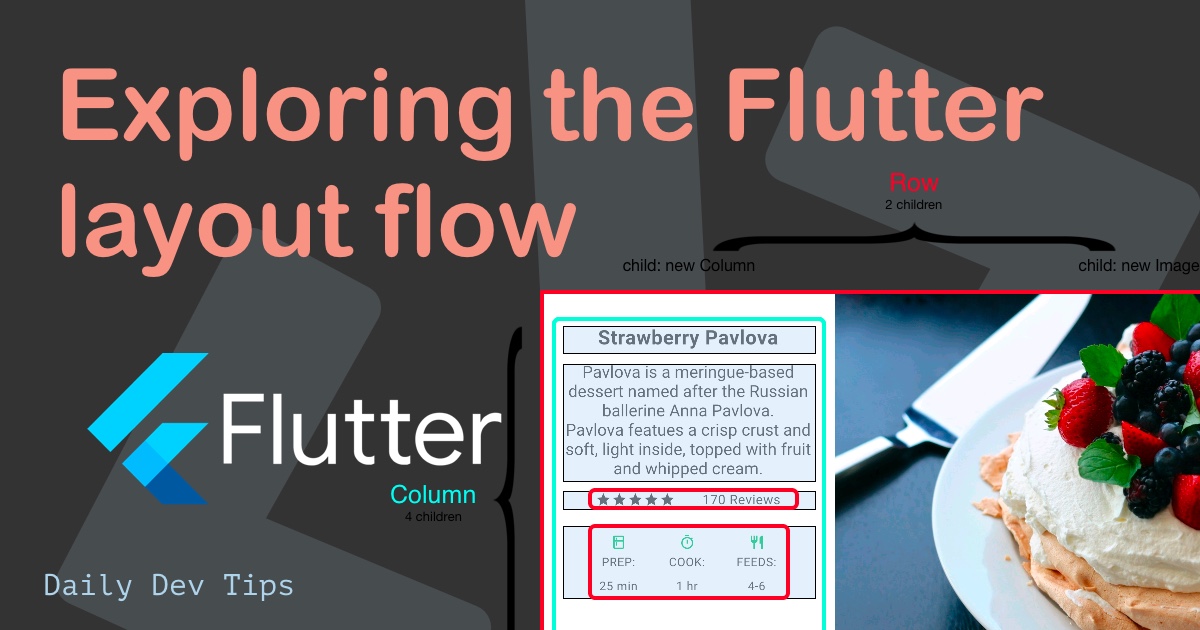 Exploring the Flutter
layout flow
Row
2 children
child: new Column
child: new Image
Flutter
Column
4 children
Strawberry Pavlova
Pavlova is a meringue-based
dessert named after the Russian
ballerine Anna Pavlova.
Pavlova featues a crisp crust and
soft, light inside, topped with fruit
and whipped cream.
170 Reviews
PREP: COOK: FEEDS:
25 min 1 hr 4-6
Daily Dev Tips